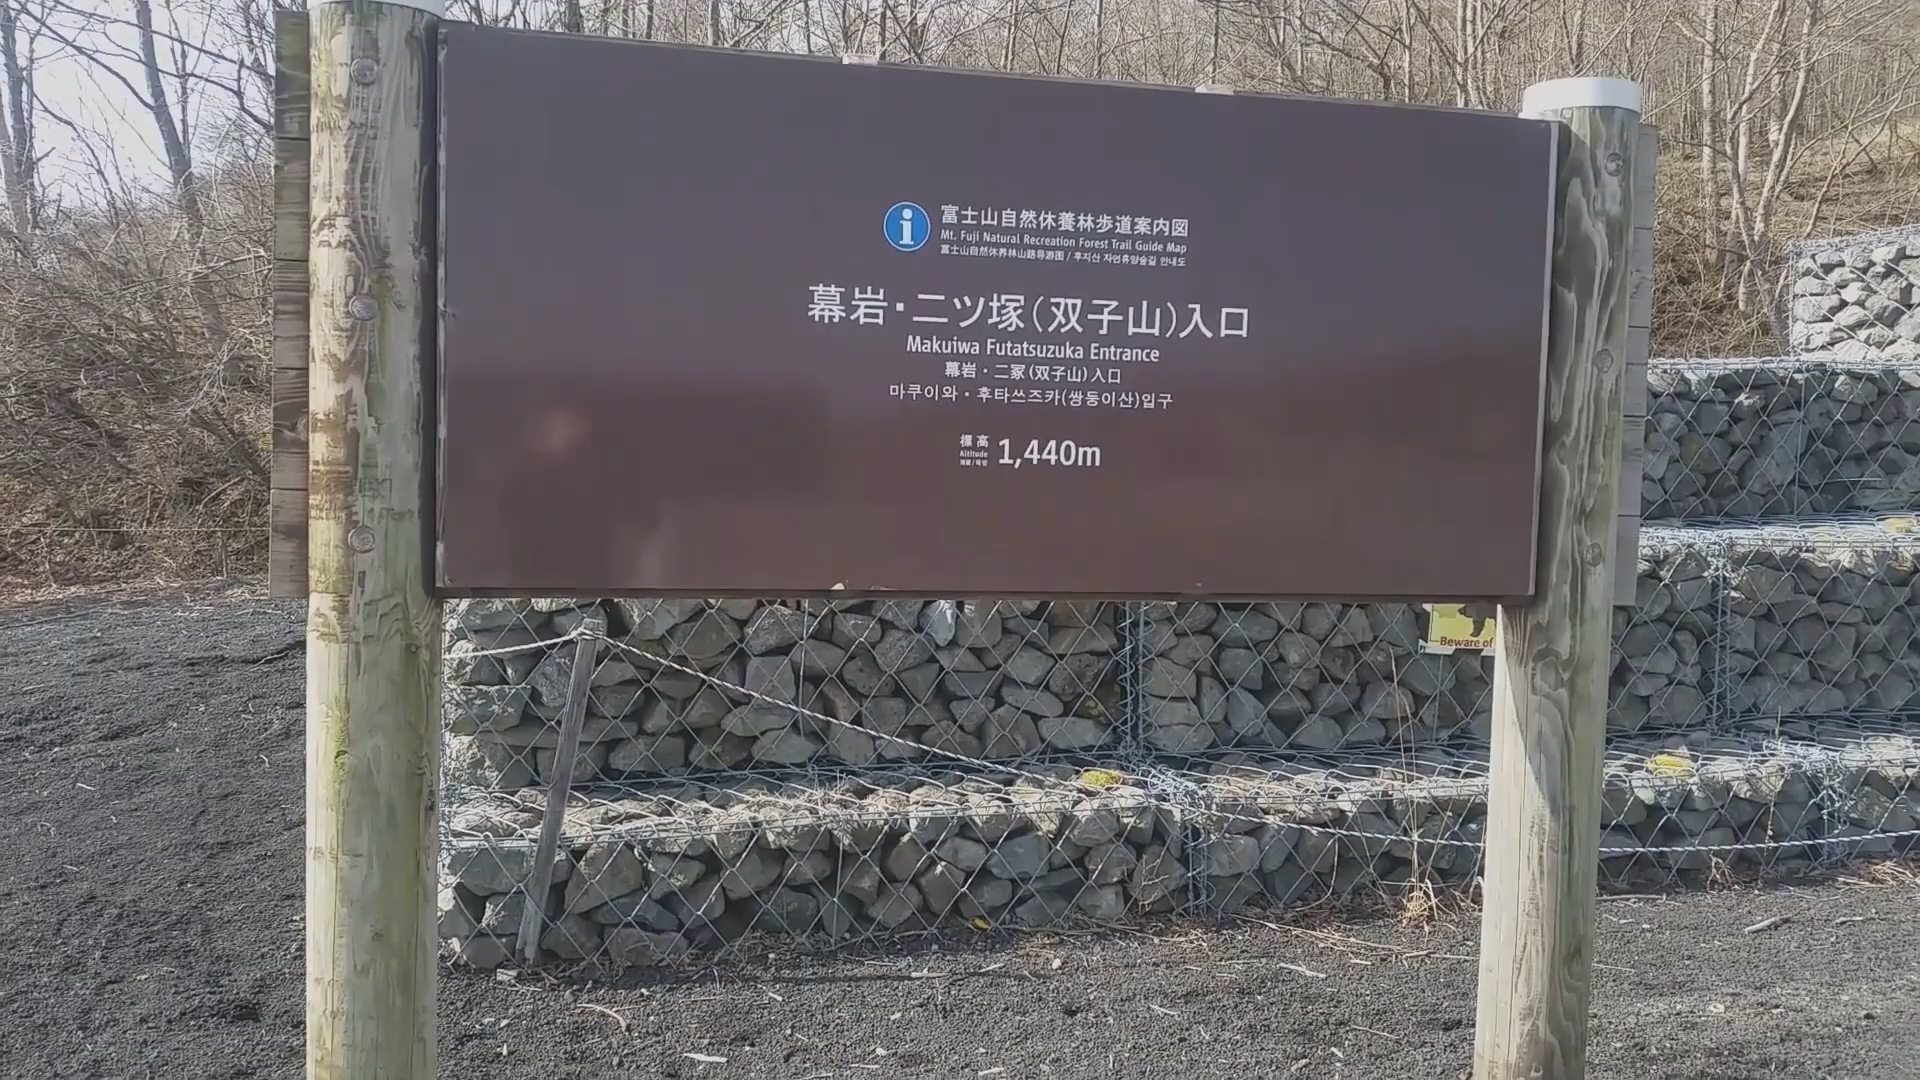 富士山自然休養林歩道案内図
Mt. Fuji Natural Recreation Forest Trail Guide Map
富士山自然休养林山路导游图 / 후지산 자연휴양숲길 안내도
幕岩・二ツ塚(双子山)入口
Makuiwa Futatsuzuka Entrance
幕岩・二冢(双子山)入口
마쿠이와・후타쓰즈카(쌍둥이산)입구
標高
Altitude
1,440m
Beware of